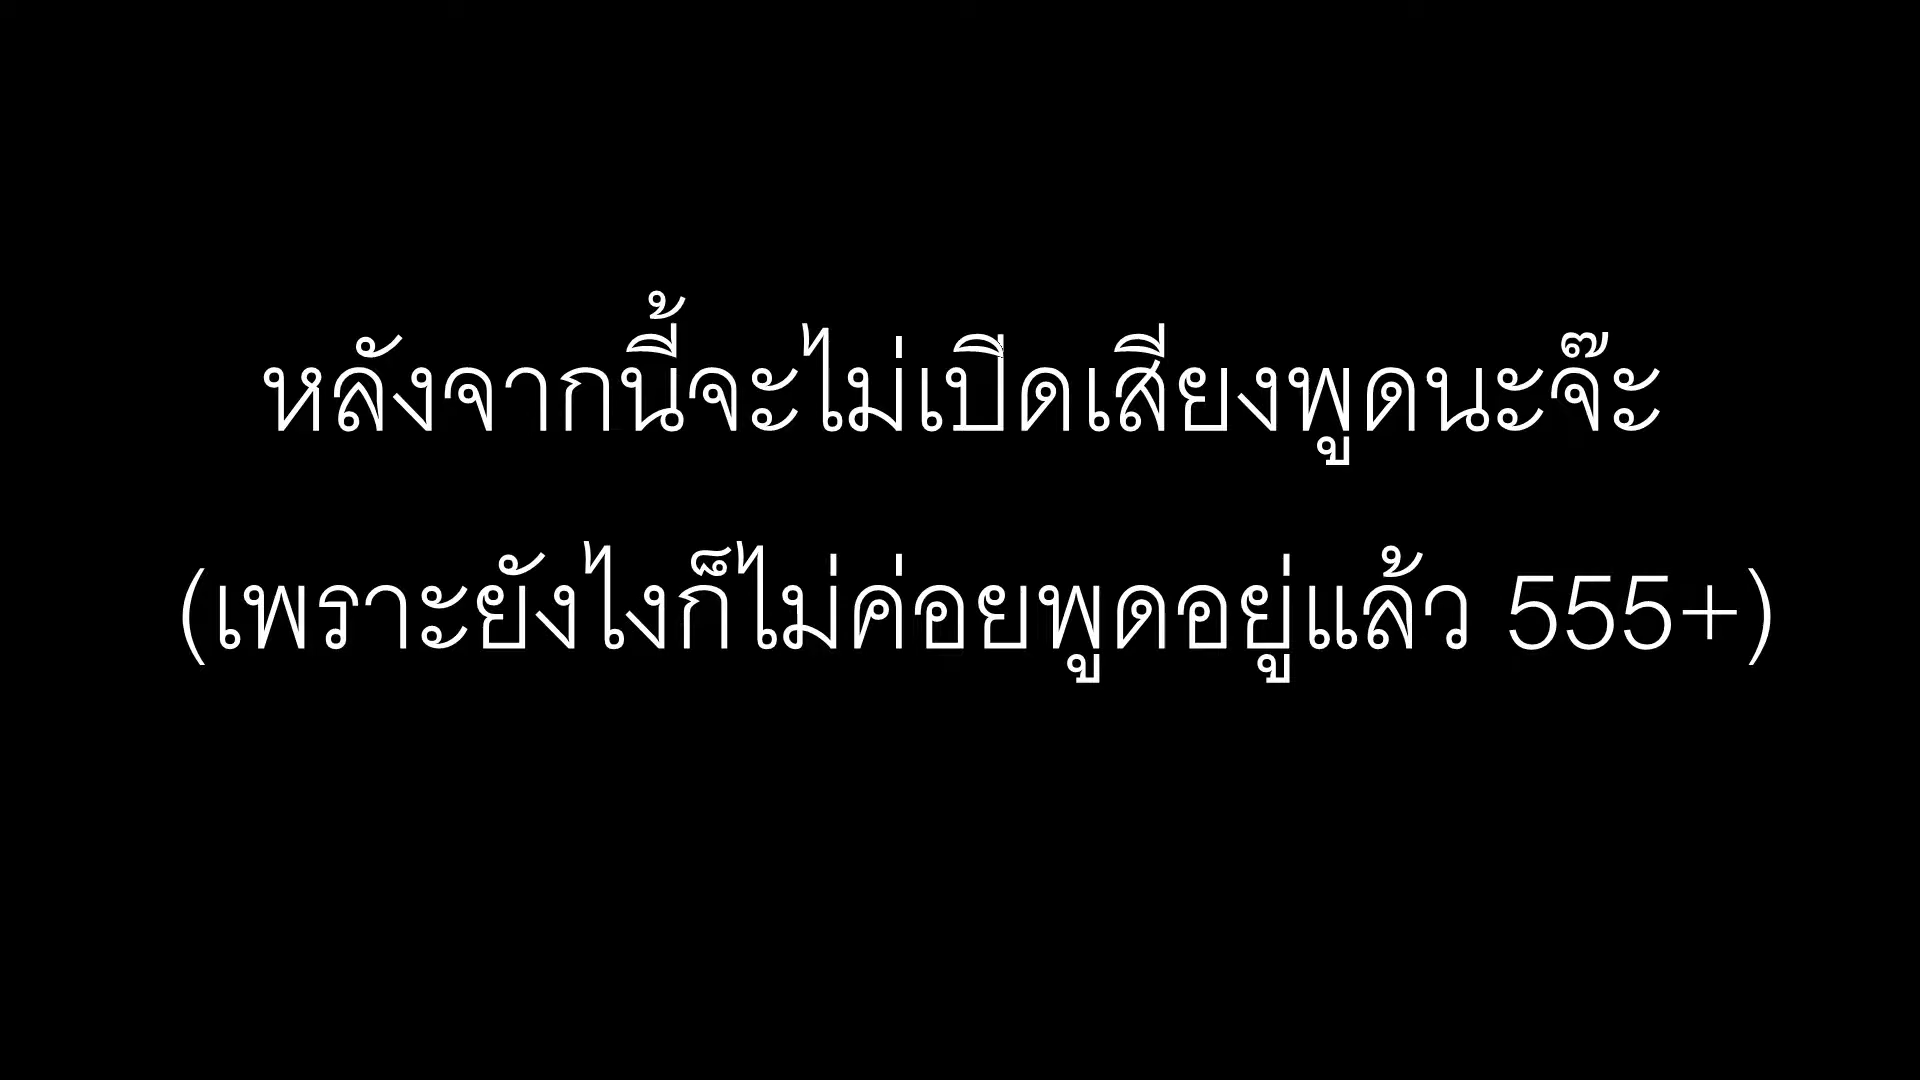 หลังจากนี้จะไม่เปิดเสียงพูดนะจ๊ะ
(เพราะยังไงก็ไม่ค่อยพูดอยู่แล้ว 555+)